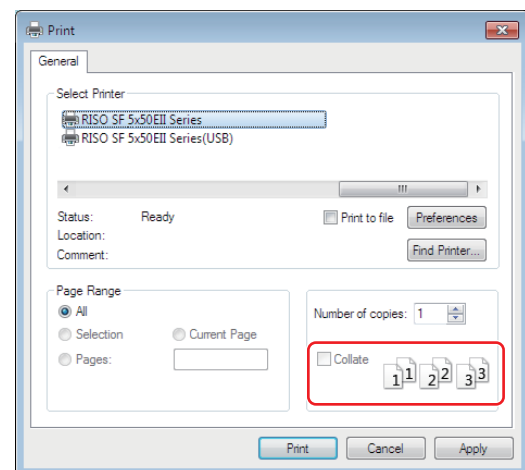 Print
General
Select Printer
RISO SF 5x50EII Series
RISO SF 5x50EII Series(USB)
Status: Ready
Print to file
Preferences
Location:
Comment:
Find Printer...
Page Range
All
Selection
Current Page
Pages:
Number of copies: 1
Collate
1 1 2 2 3 3
Print
Cancel
Apply